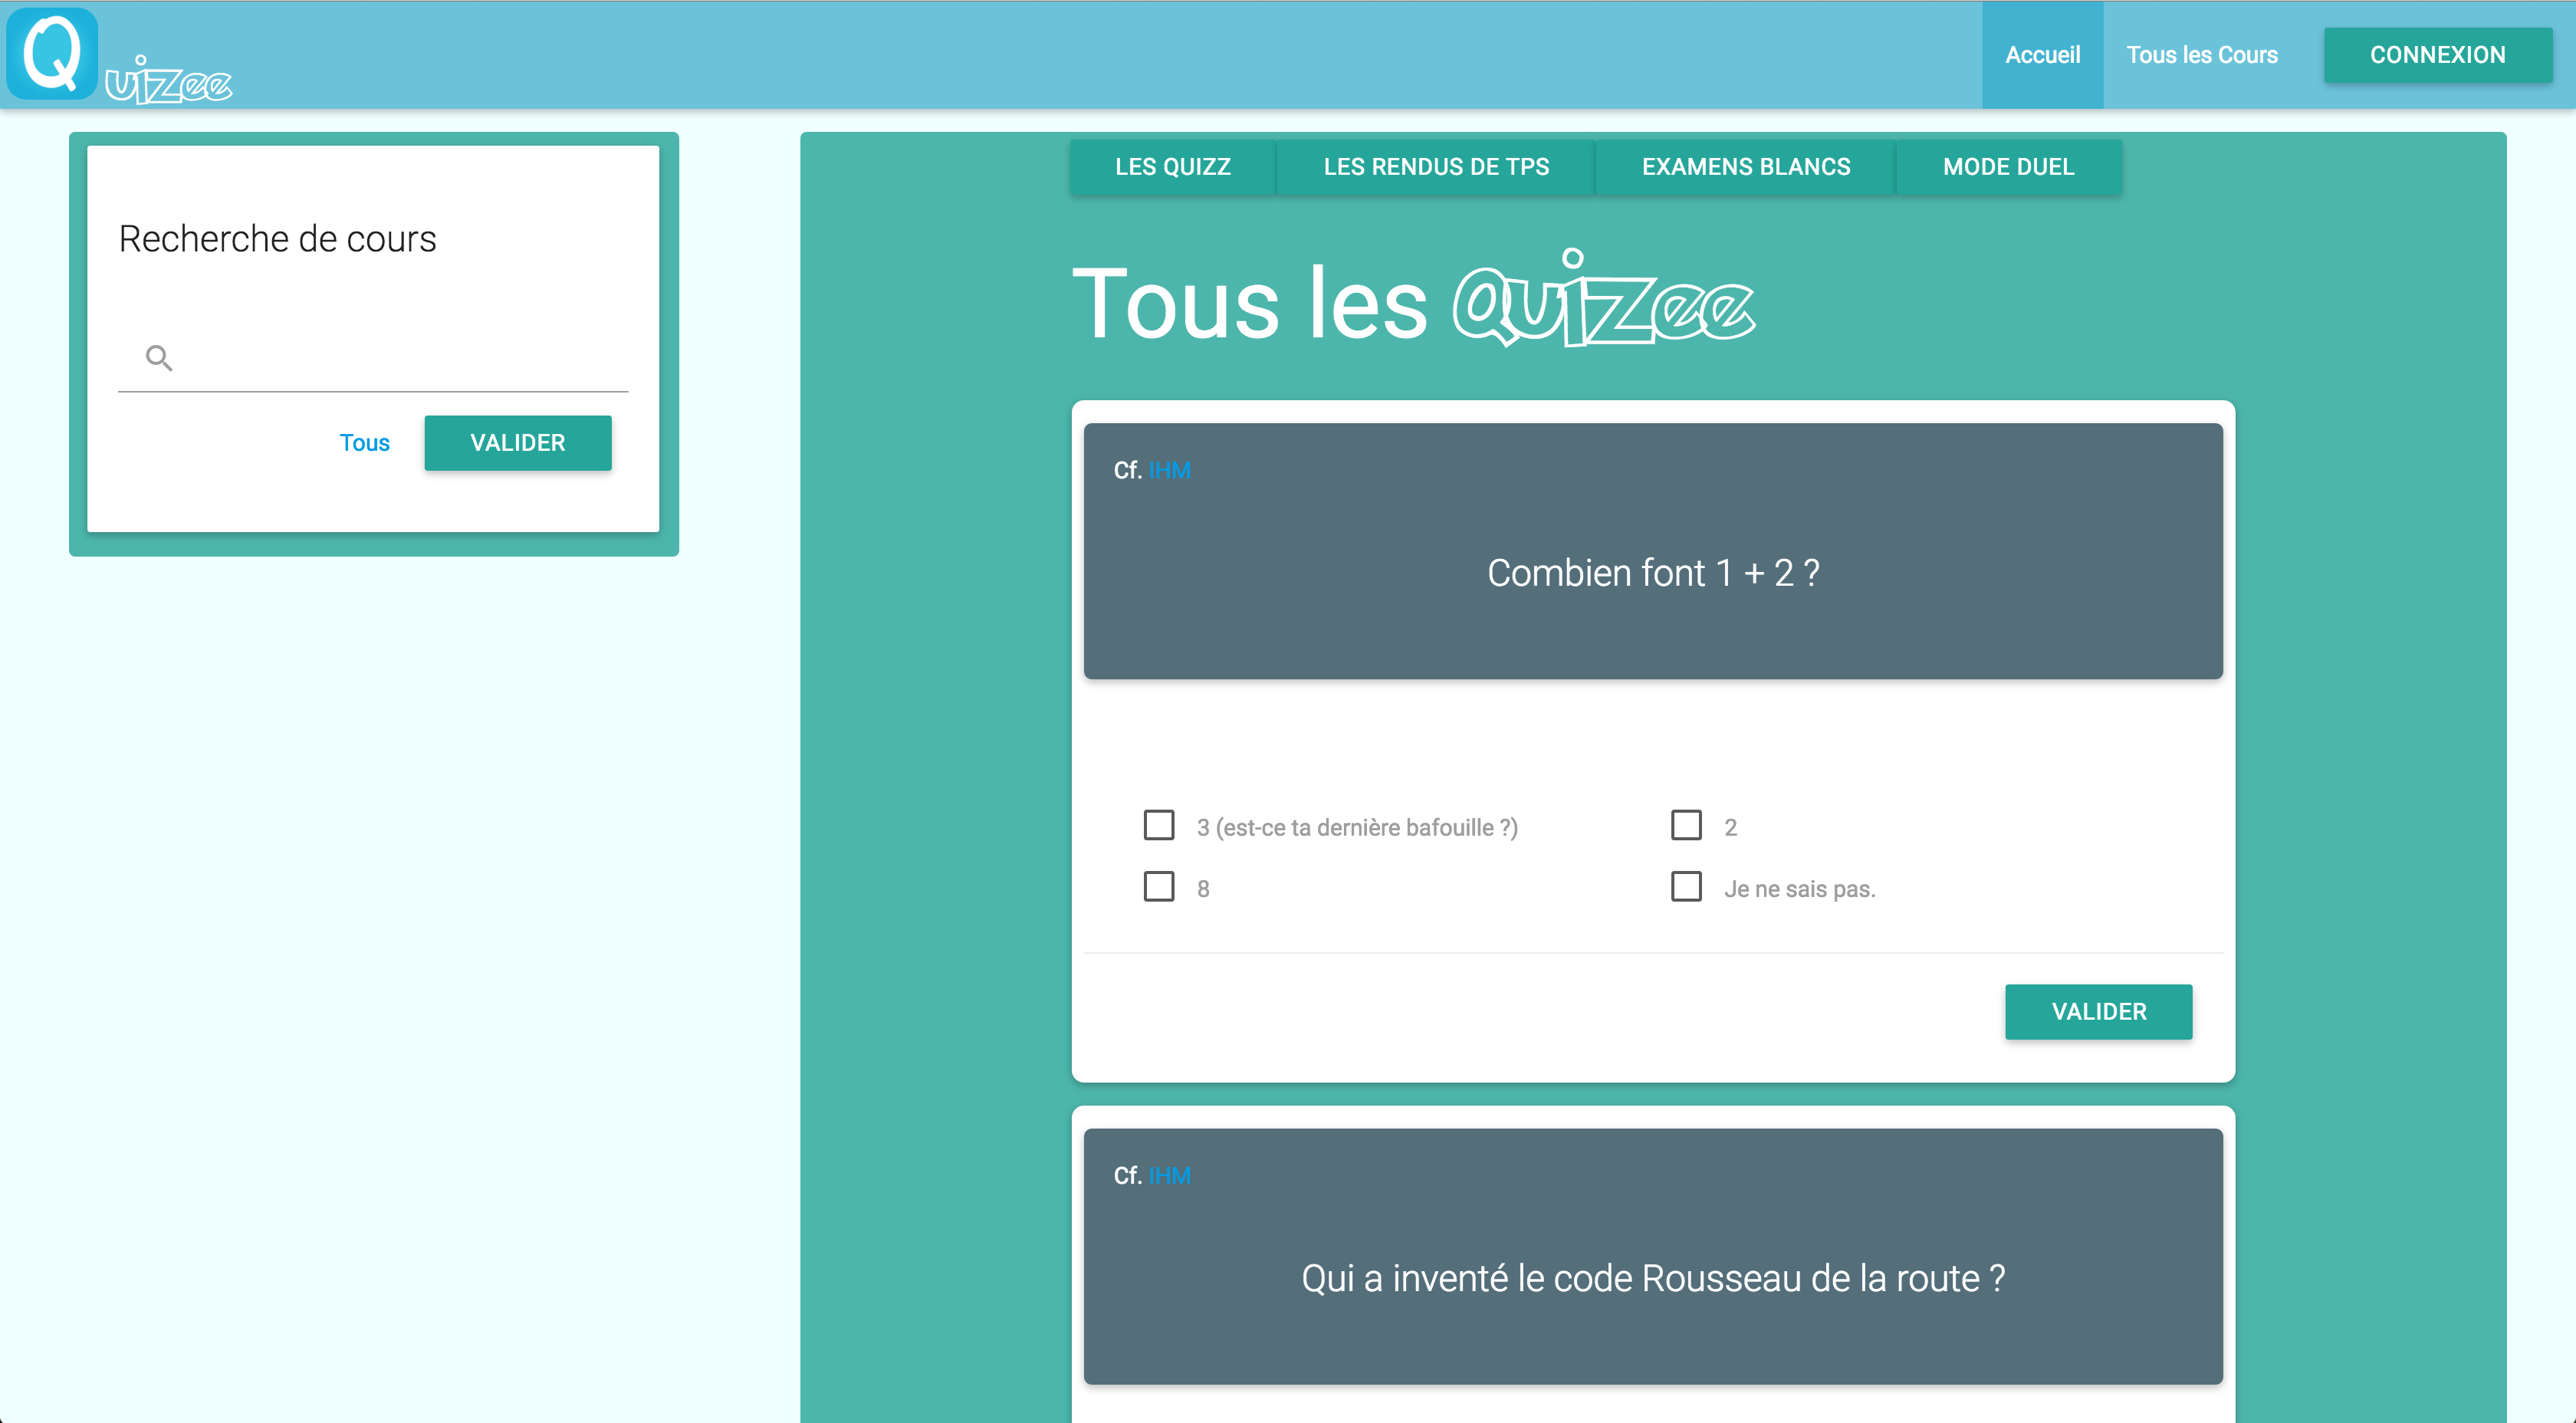 Quizee
Accueil
Tous les Cours
CONNEXION
Recherche de cours
Tous
VALIDER
LES QUIZZ
LES RENDUS DE TPS
EXAMENS BLANCS
MODE DUEL
Tous les Quizee
Cf. IHM
Combien font 1 + 2 ?
3 (est-ce ta dernière bafouille ?)
2
8
Je ne sais pas.
VALIDER
Cf. IHM
Qui a inventé le code Rousseau de la route ?